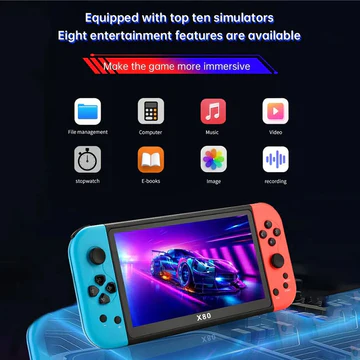 Equipped with top ten simulators
Eight entertainment features are available
Make the game more immersive
File management
Computer
Music
Video
stopwatch
E-books
Image
recording
X80